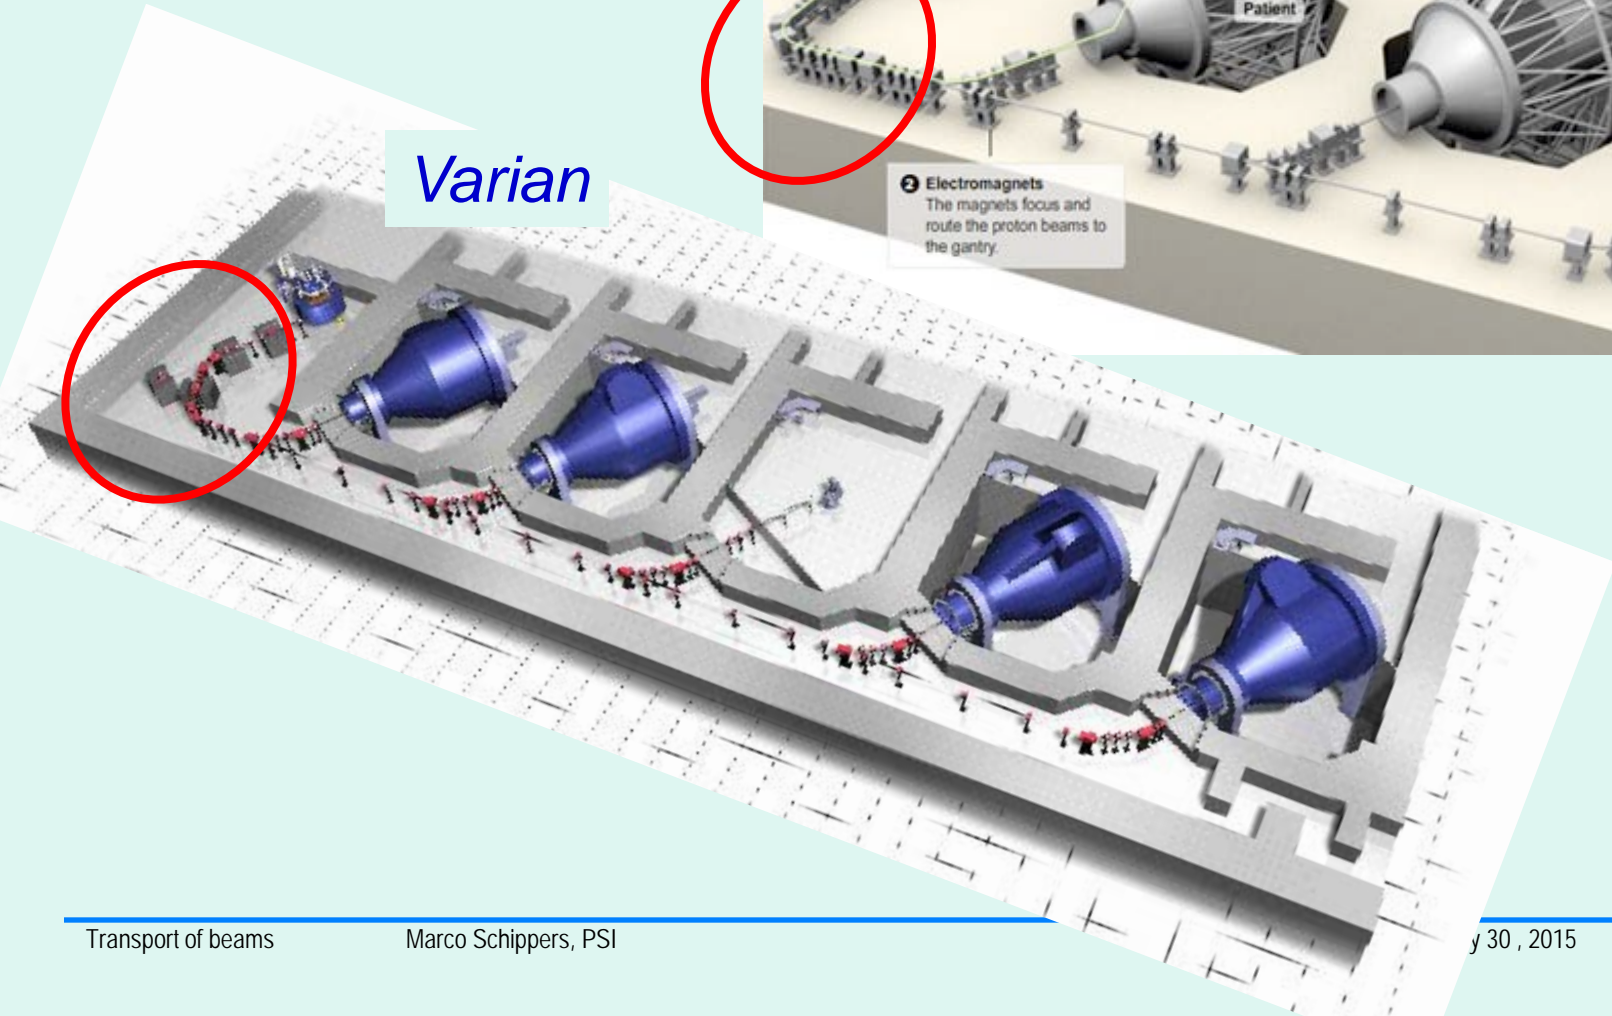 Patient
Varian
2 Electromagnets
The magnets focus and
route the proton beams to
the gantry.
Transport of beams
Marco Schippers, PSI
30 , 2015